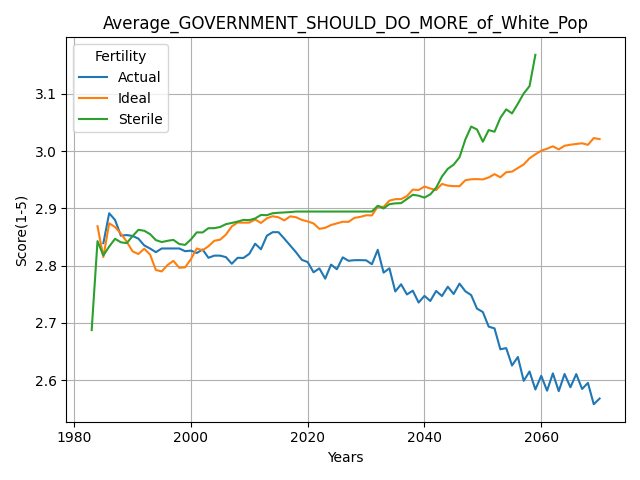 Average_GOVERNMENT_SHOULD_DO_MORE_of_White_Pop
Fertility
Actual
Ideal
Sterile
Score(1-5)
3.1
3.0
2.9
2.8
2.7
2.6
1980
2000
2020
2040
2060
Years